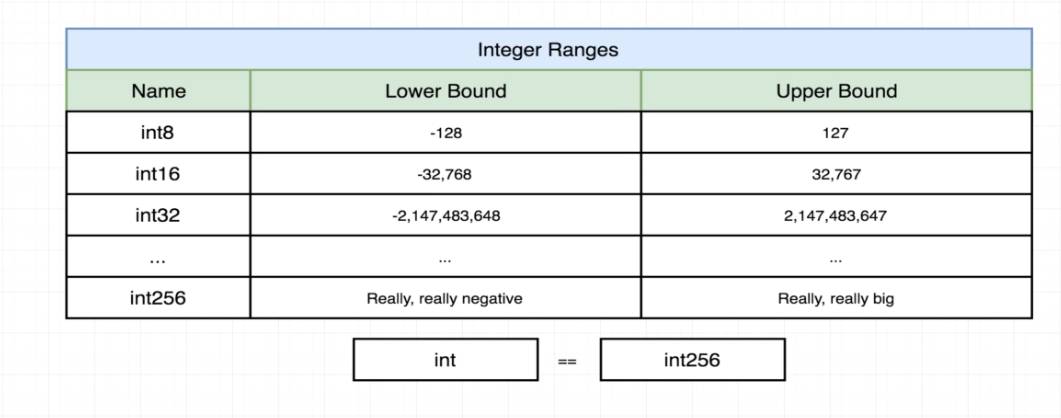 Integer Ranges
Name Lower Bound Upper Bound
int8 -128 127
int16 -32,768 32,767
int32 -2,147,483,648 2,147,483,647
... ... ...
int256 Really, really negative Really, really big
int == int256